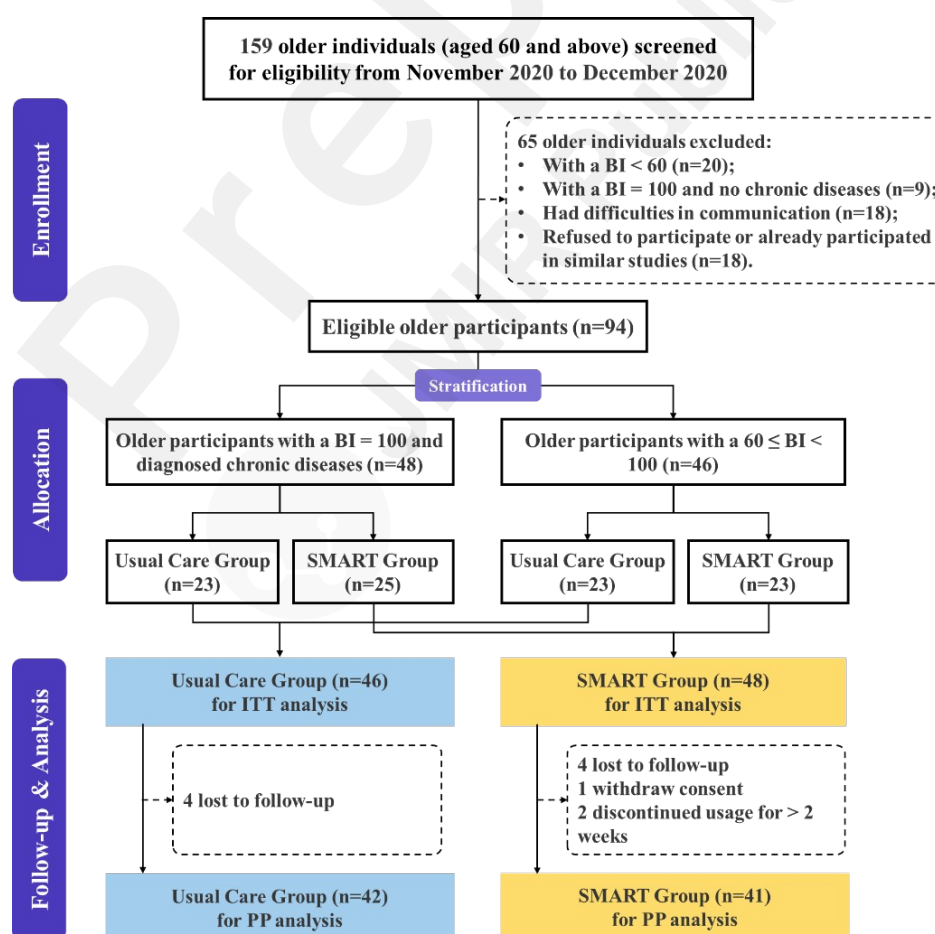 159 older individuals (aged 60 and above) screened
for eligibility from November 2020 to December 2020
Enrollment
65 older individuals excluded:
• With a BI < 60 (n=20);
• With a BI = 100 and no chronic diseases (n=9);
• Had difficulties in communication (n=18);
• Refused to participate or already participated
in similar studies (n=18).
Eligible older participants (n=94)
Stratification
Allocation
Older participants with a BI = 100 and
diagnosed chronic diseases (n=48)
Older participants with a 60 ≤ BI <
100 (n=46)
Usual Care Group
(n=23)
SMART Group
(n=25)
Usual Care Group
(n=23)
SMART Group
(n=23)
Follow-up & Analysis
Usual Care Group (n=46)
for ITT analysis
SMART Group (n=48)
for ITT analysis
4 lost to follow-up
4 lost to follow-up
1 withdraw consent
2 discontinued usage for > 2
weeks
Usual Care Group (n=42)
for PP analysis
SMART Group (n=41)
for PP analysis
Prep
JMIR Public